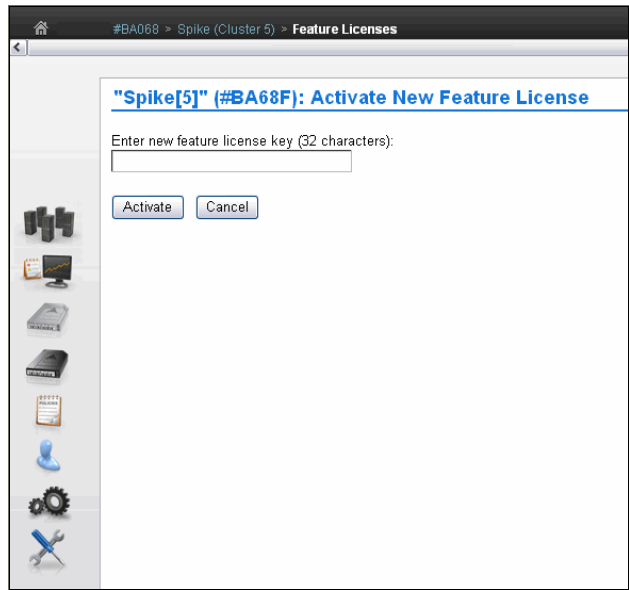 #BA068 > Spike (Cluster 5) > Feature Licenses
"Spike[5]" (#BA68F): Activate New Feature License
Enter new feature license key (32 characters):
Activate Cancel
POLICIES